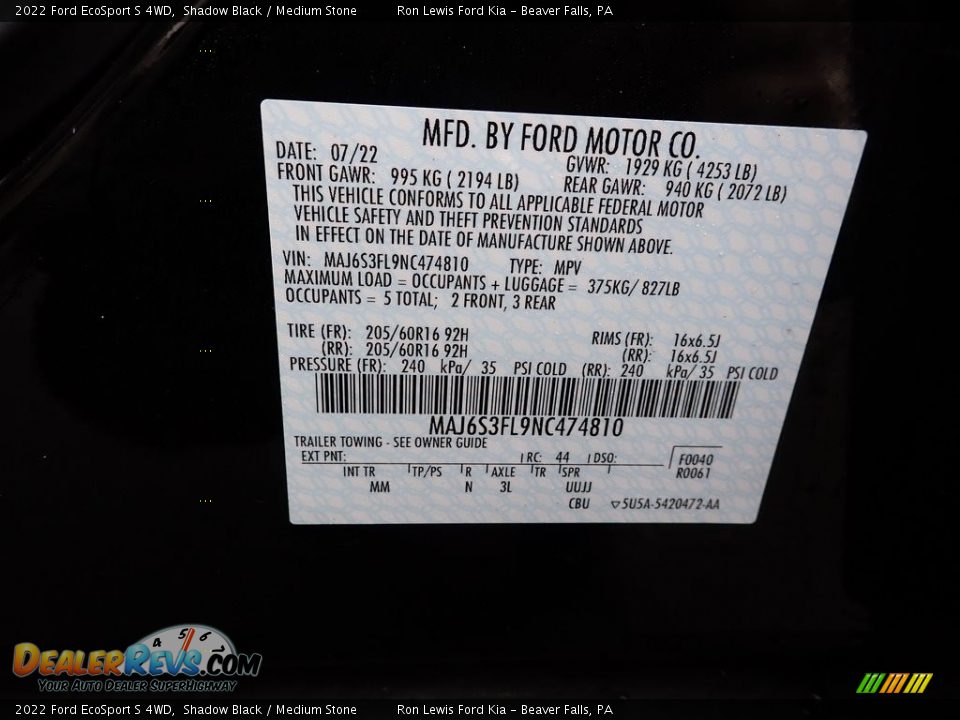 2022 Ford EcoSport S 4WD, Shadow Black / Medium Stone Ron Lewis Ford Kia - Beaver Falls, PA
MFD. BY FORD MOTOR CO.
DATE: 07/22 GVWR: 1929 KG ( 4253 LB)
FRONT GAWR: 995 KG ( 2194 LB) REAR GAWR: 940 KG ( 2072 LB)
THIS VEHICLE CONFORMS TO ALL APPLICABLE FEDERAL MOTOR
VEHICLE SAFETY AND THEFT PREVENTION STANDARDS
IN EFFECT ON THE DATE OF MANUFACTURE SHOWN ABOVE.
VIN: MAJ6S3FL9NC474810 TYPE: MPV
MAXIMUM LOAD = OCCUPANTS + LUGGAGE = 375KG/ 827LB
OCCUPANTS = 5 TOTAL; 2 FRONT, 3 REAR
TIRE (FR): 205/60R16 92H RIMS (FR): 16x6.5J
(RR): 205/60R16 92H (RR): 16x6.5J
PRESSURE (FR): 240 kPa/ 35 PSI COLD (RR): 240 kPa/ 35 PSI COLD
MAJ6S3FL9NC474810
TRAILER TOWING - SEE OWNER GUIDE
EXT PNT: RC: 44 DSO: F0040
INT TR TP/PS R AXLE TR SPR R0061
MM N 3L UUJJ
CBU ▽5U5A-5420472-AA
4 5 6
DEALERREVS.COM
Your Auto Dealer SuperHighway
2022 Ford EcoSport S 4WD, Shadow Black / Medium Stone Ron Lewis Ford Kia - Beaver Falls, PA